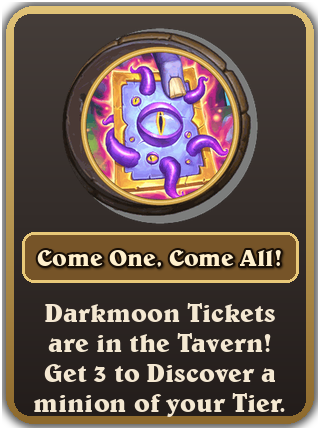 Come One, Come All!
Darkmoon Tickets
are in the Tavern!
Get 3 to Discover a
minion of your Tier.